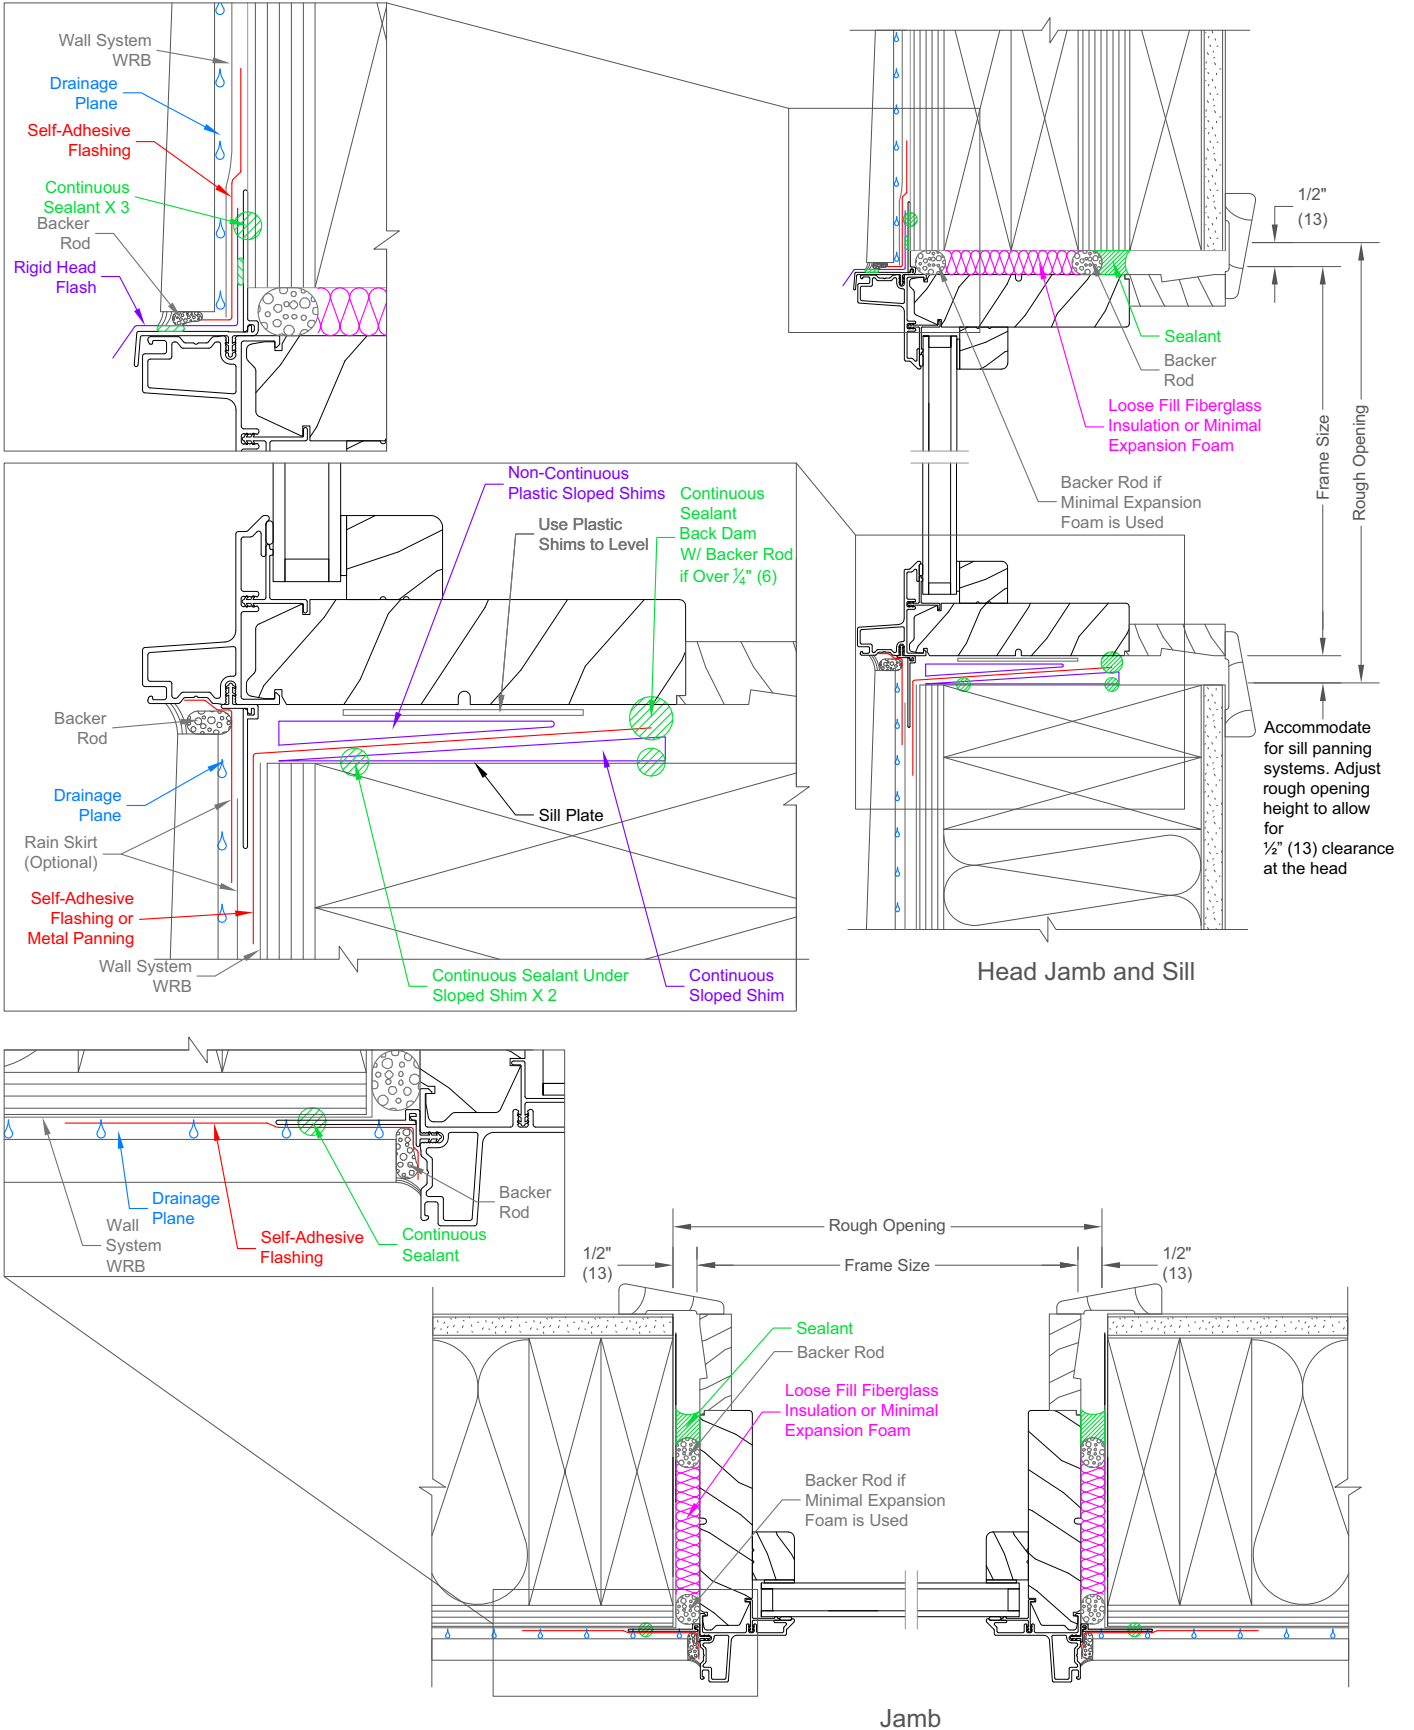 Wall System
WRB
Drainage
Plane
Self-Adhesive
Flashing
Continuous
Sealant X 3
Backer
Rod
Rigid Head
Flash
1/2"
(13)
Sealant
Backer
Rod
Loose Fill Fiberglass
Insulation or Minimal
Expansion Foam
Backer Rod if
Minimal Expansion
Foam is Used
Frame Size
Rough Opening
Non-Continuous
Plastic Sloped Shims
Use Plastic
Shims to Level
Continuous
Sealant
Back Dam
W/ Backer Rod
if Over ¼" (6)
Backer
Rod
Drainage
Plane
Rain Skirt
(Optional)
Self-Adhesive
Flashing or
Metal Panning
Wall System
WRB
Sill Plate
Continuous Sealant Under
Sloped Shim X 2
Continuous
Sloped Shim
Accommodate
for sill panning
systems. Adjust
rough opening
height to allow
for
½” (13) clearance
at the head
Head Jamb and Sill
Drainage
Plane
Wall
System
WRB
Self-Adhesive
Flashing
Continuous
Sealant
Backer
Rod
Rough Opening
1/2"
(13)
Frame Size
1/2"
(13)
Sealant
Backer Rod
Loose Fill Fiberglass
Insulation or Minimal
Expansion Foam
Backer Rod if
Minimal Expansion
Foam is Used
Jamb